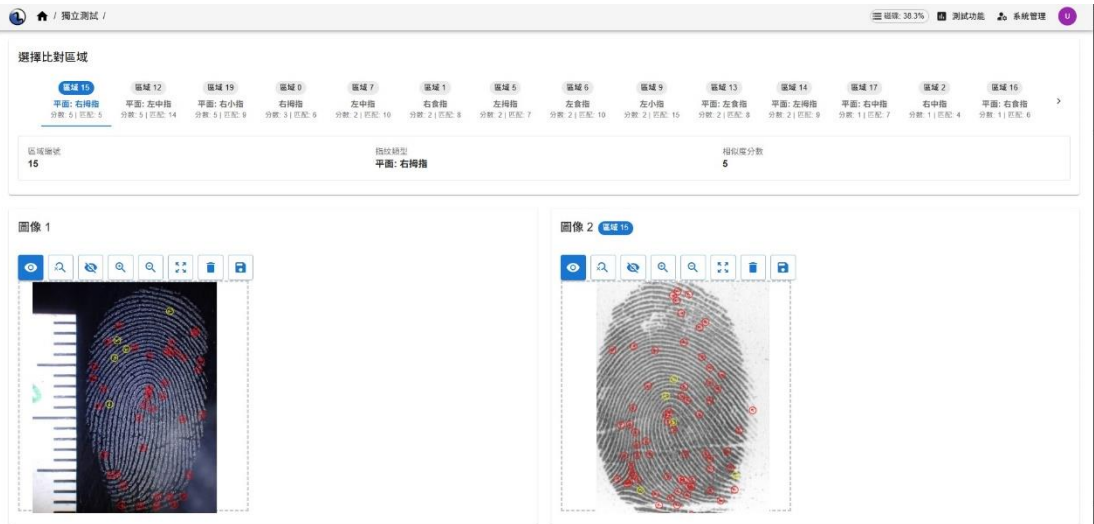 / 獨立測試 /
磁碟: 38.3% 測試功能 系統管理 U
選擇比對區域
區域 15 區域 12 區域 19 區域 0 區域 7 區域 1 區域 5 區域 6 區域 9 區域 13 區域 14 區域 17 區域 2 區域 16
平面: 右拇指 平面: 左中指 平面: 右小指 右拇指 左中指 右食指 左拇指 左食指 左小指 平面: 左食指 平面: 左拇指 平面: 右中指 右中指 平面: 右食指
分數: 5 | 匹配: 5 分數: 5 | 匹配: 14 分數: 5 | 匹配: 9 分數: 3 | 匹配: 6 分數: 2 | 匹配: 10 分數: 2 | 匹配: 8 分數: 2 | 匹配: 7 分數: 2 | 匹配: 10 分數: 2 | 匹配: 15 分數: 2 | 匹配: 8 分數: 2 | 匹配: 9 分數: 1 | 匹配: 7 分數: 1 | 匹配: 4 分數: 1 | 匹配: 6
區域編號 指紋類型 相似度分數
15 平面: 右拇指 5
圖像 1 圖像 2 區域 15